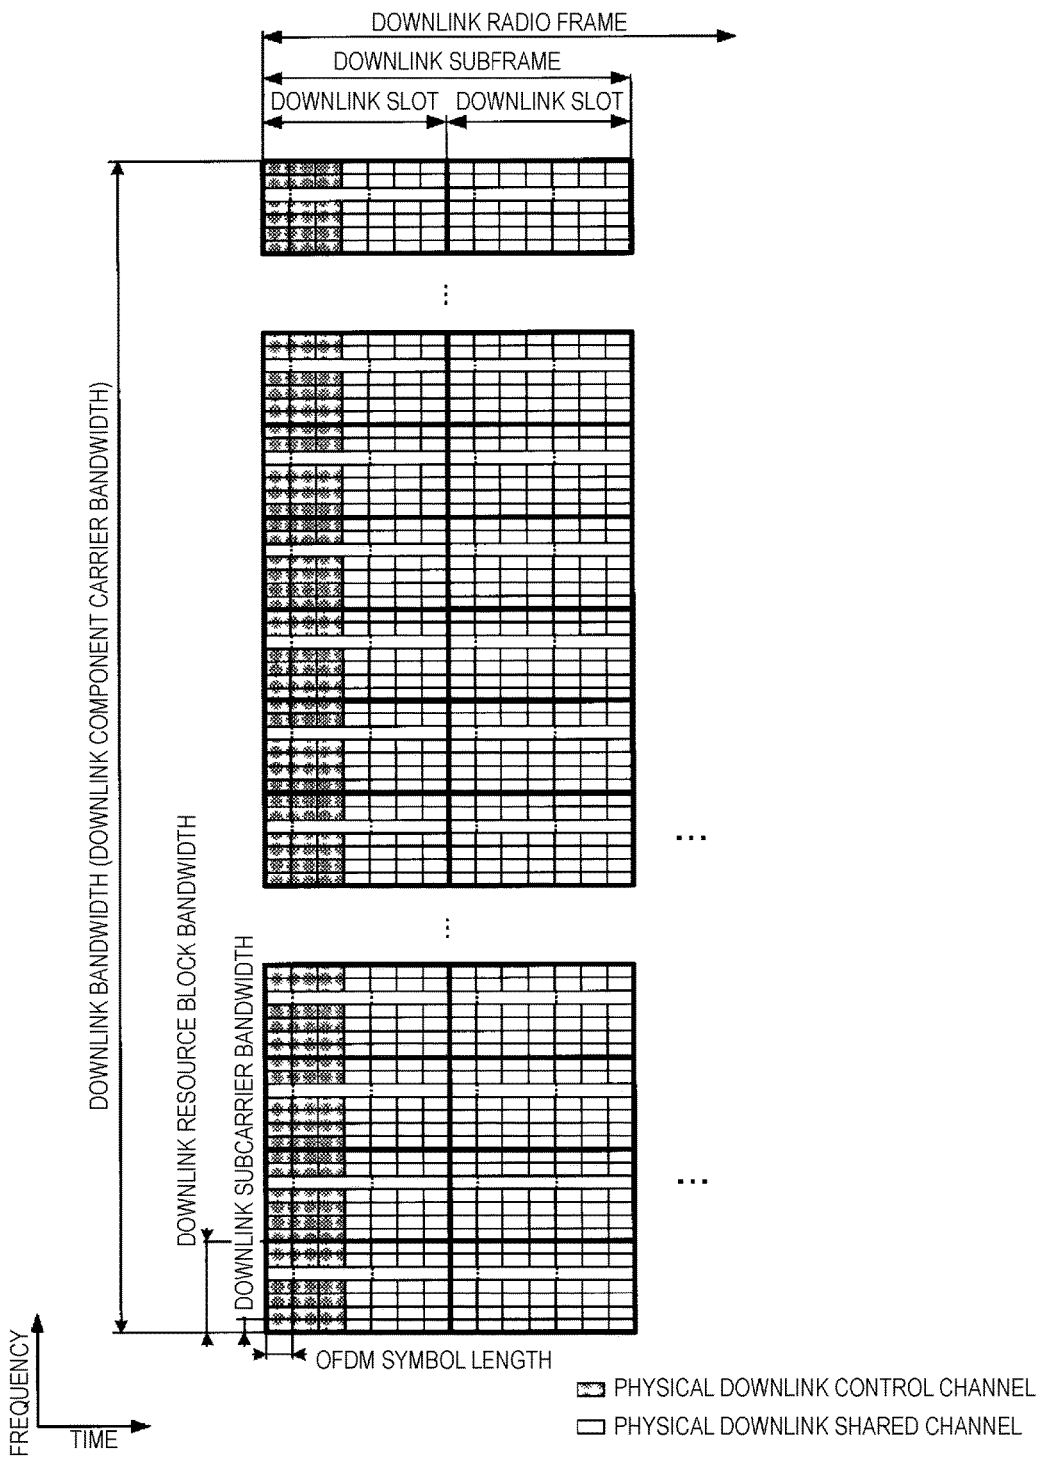 DOWNLINK RADIO FRAME
DOWNLINK SUBFRAME
DOWNLINK SLOT DOWNLINK SLOT
DOWNLINK BANDWIDTH (DOWNLINK COMPONENT CARRIER BANDWIDTH)
DOWNLINK RESOURCE BLOCK BANDWIDTH
DOWNLINK SUBCARRIER BANDWIDTH
OFDM SYMBOL LENGTH
FREQUENCY
TIME
PHYSICAL DOWNLINK CONTROL CHANNEL
PHYSICAL DOWNLINK SHARED CHANNEL